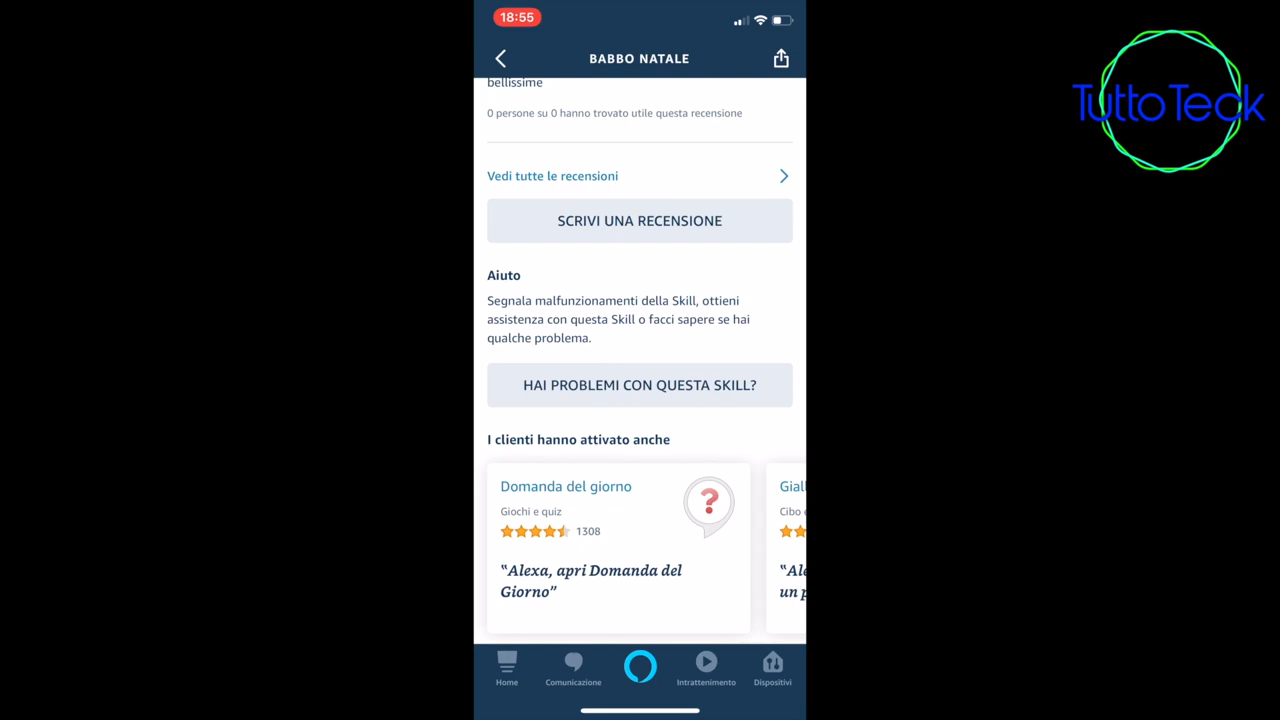 18:55
BABBO NATALE
TuttoTeck
bellissime
0 persone su 0 hanno trovato utile questa recensione
Vedi tutte le recensioni
SCRIVI UNA RECENSIONE
Aiuto
Segnala malfunzionamenti della Skill, ottieni
assistenza con questa Skill o facci sapere se hai
qualche problema.
HAI PROBLEMI CON QUESTA SKILL?
I clienti hanno attivato anche
Domanda del giorno
Giochi e quiz
1308
"Alexa, apri Domanda del
Giorno"
Cibo
un
Home
Comunicazione
Intrattenimento
Dispositivi